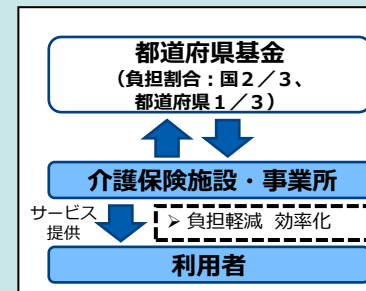 都道府県基金
（負担割合：国２／３、
都道府県１／３）
介護保険施設・事業所
サービス
提供
➢ 負担軽減 効率化
利用者